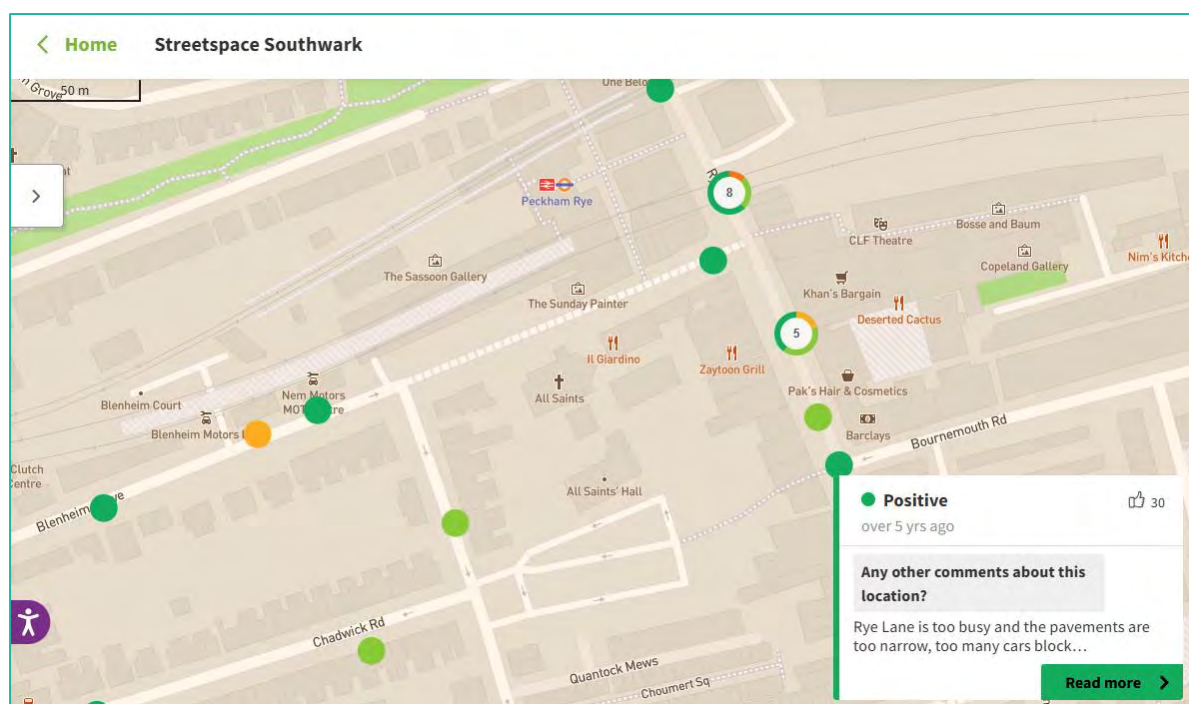 Home Streetspace Southwark
Grove
50 m
One Belo
8
Peckham Rye
CLF Theatre
Bosse and Baum
The Sassoon Gallery
Copeland Gallery
Nim's Kitche
The Sunday Painter
Khan's Bargain
Deserted Cactus
5
Il Giardino
Zaytoon Grill
Nem Motors
Blenheim Court
All Saints
Pak's Hair & Cosmetics
Blenheim Motors
Barclays
Bournemouth Rd
Clutch
entre
All Saints' Hall
Blenheim
Positive 30
over 5 yrs ago
Any other comments about this
location?
Rye Lane is too busy and the pavements are
too narrow, too many cars block…
Read more
Chadwick Rd
Quantock Mews
Choumert Sq